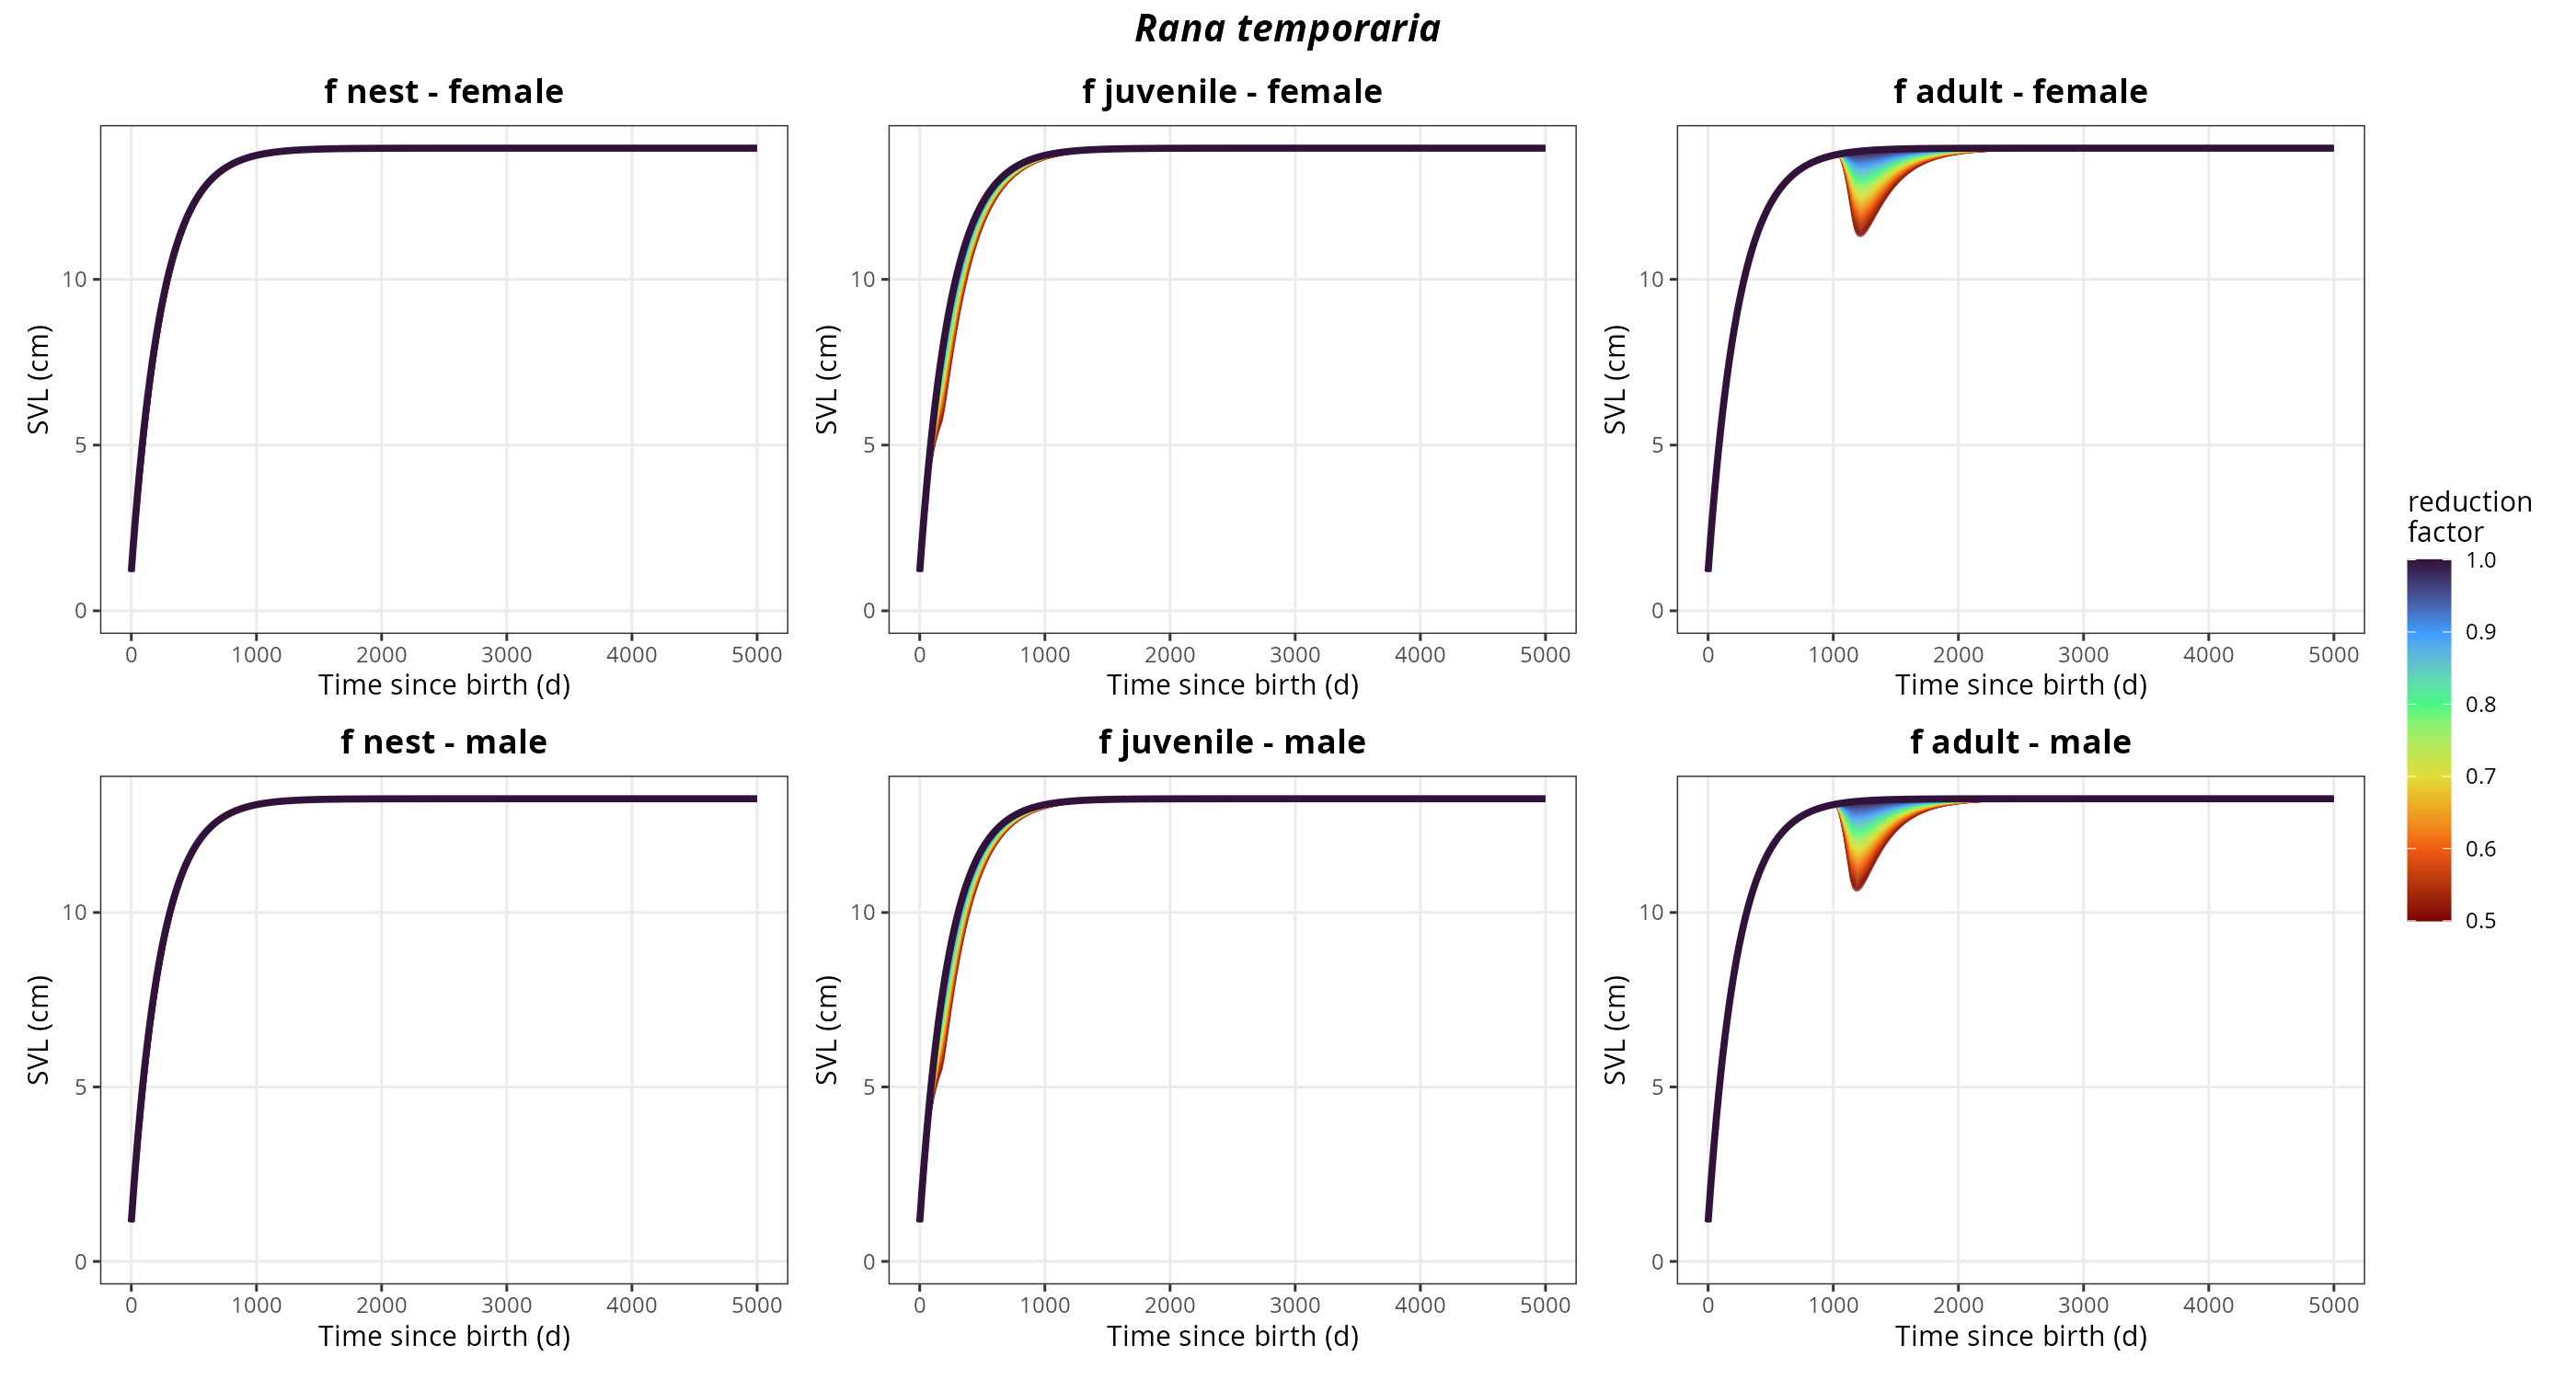 Rana temporaria
f nest - female
f juvenile - female
f adult - female
SVL (cm)
10
5
0
0 1000 2000 3000 4000 5000
Time since birth (d)
SVL (cm)
10
5
0
0 1000 2000 3000 4000 5000
Time since birth (d)
SVL (cm)
10
5
0
0 1000 2000 3000 4000 5000
Time since birth (d)
f nest - male
f juvenile - male
f adult - male
SVL (cm)
10
5
0
0 1000 2000 3000 4000 5000
Time since birth (d)
SVL (cm)
10
5
0
0 1000 2000 3000 4000 5000
Time since birth (d)
SVL (cm)
10
5
0
0 1000 2000 3000 4000 5000
Time since birth (d)
reduction
factor
1.0
0.9
0.8
0.7
0.6
0.5